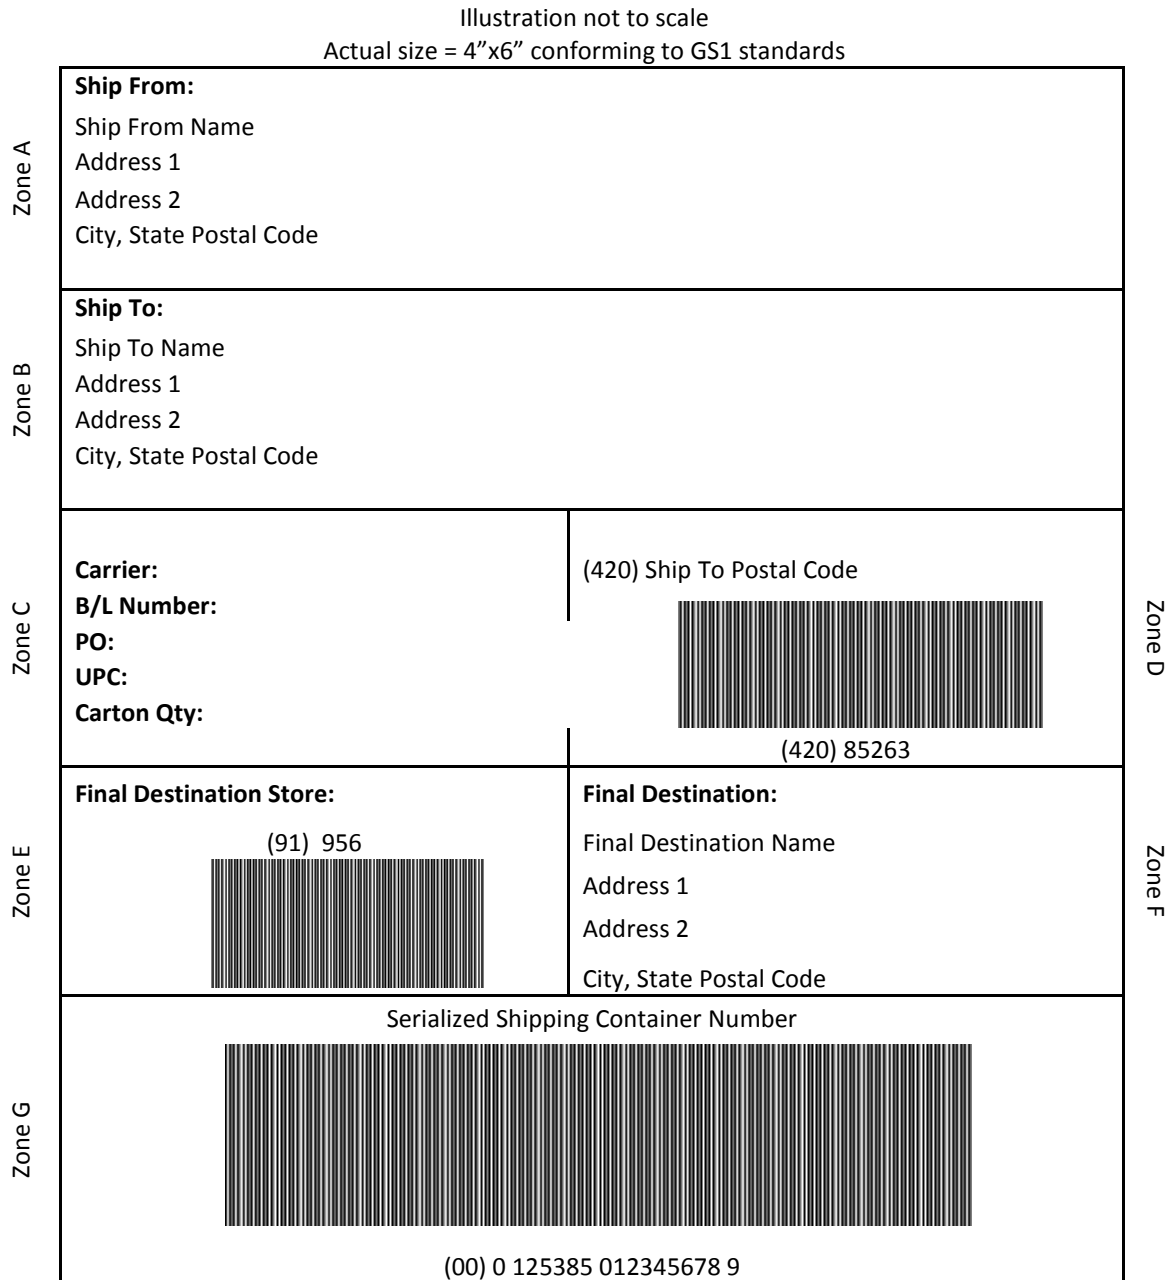 Illustration not to scale
Actual size = 4”x6” conforming to GS1 standards
Zone A
Ship From:
Ship From Name
Address 1
Address 2
City, State Postal Code
Zone B
Ship To:
Ship To Name
Address 1
Address 2
City, State Postal Code
Zone C
Carrier:
B/L Number:
PO:
UPC:
Carton Qty:
(420) Ship To Postal Code
(420) 85263
Zone D
Zone E
Final Destination Store:
(91) 956
Final Destination:
Final Destination Name
Address 1
Address 2
City, State Postal Code
Zone F
Zone G
Serialized Shipping Container Number
(00) 0 125385 012345678 9